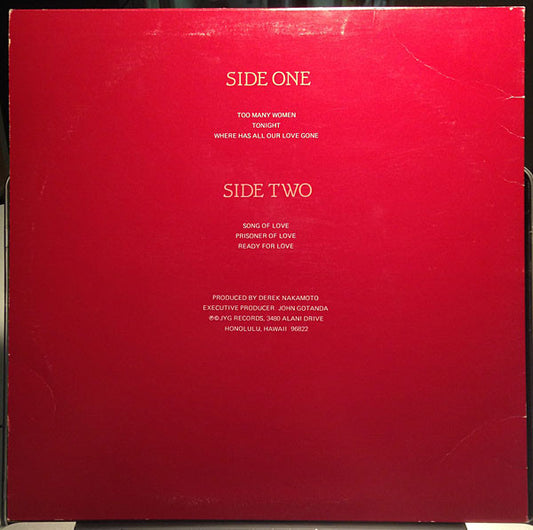 SIDE ONE
TOO MANY WOMEN
TONIGHT
WHERE HAS ALL OUR LOVE GONE
SIDE TWO
SONG OF LOVE
PRISONER OF LOVE
READY FOR LOVE
PRODUCED BY DEREK NAKAMOTO
EXECUTIVE PRODUCER JOHN GOTANDA
℗© JYG RECORDS, 3480 ALANI DRIVE
HONOLULU, HAWAII 96822